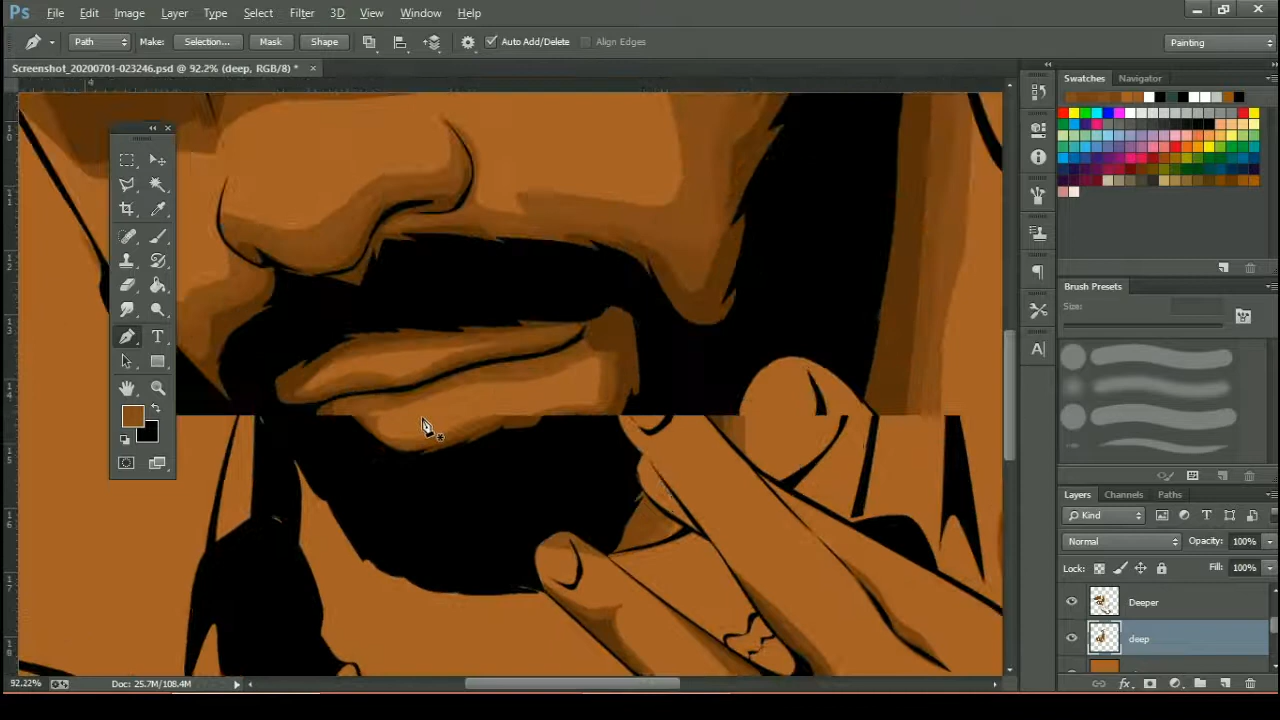 Ps File Edit Image Layer Type Select Filter 3D View Window Help
Path Make: Selection... Mask Shape Auto Add/Delete Align Edges Painting
Screenshot_20200701-023246.psd @ 92.2% (deep, RGB/8) *
Swatches Navigator
Brush Presets
Size:
Layers Channels Paths
Kind
Normal Opacity: 100%
Lock: Fill: 100%
Deeper
deep
92.22% Doc: 25.7M/108.4M